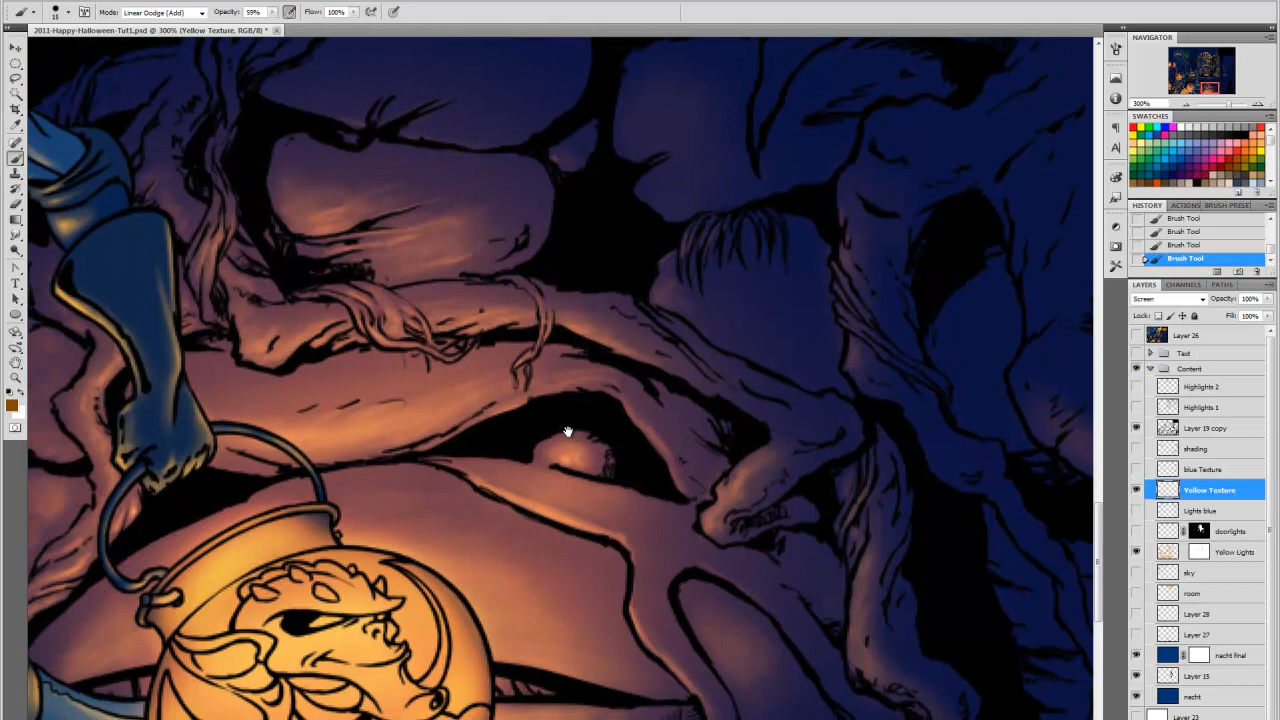 15
Mode: Linear Dodge (Add) Opacity: 59% Flow: 100%
2011-Happy-Halloween-Tut1.psd @ 300% (Yellow Texture, RGB/8) *
NAVIGATOR
300%
SWATCHES
HISTORY ACTIONS BRUSH PRESE
Brush Tool
Brush Tool
Brush Tool
Brush Tool
LAYERS CHANNELS PATHS
Screen Opacity: 100%
Lock: Fill: 100%
Layer 26
Text
Content
Highlights 2
Highlights 1
Layer 19 copy
shading
blue Texture
Yellow Texture
Lights blue
doorlights
Yellow Lights
sky
room
Layer 28
Layer 27
nacht final
Layer 15
nacht
Layer 23